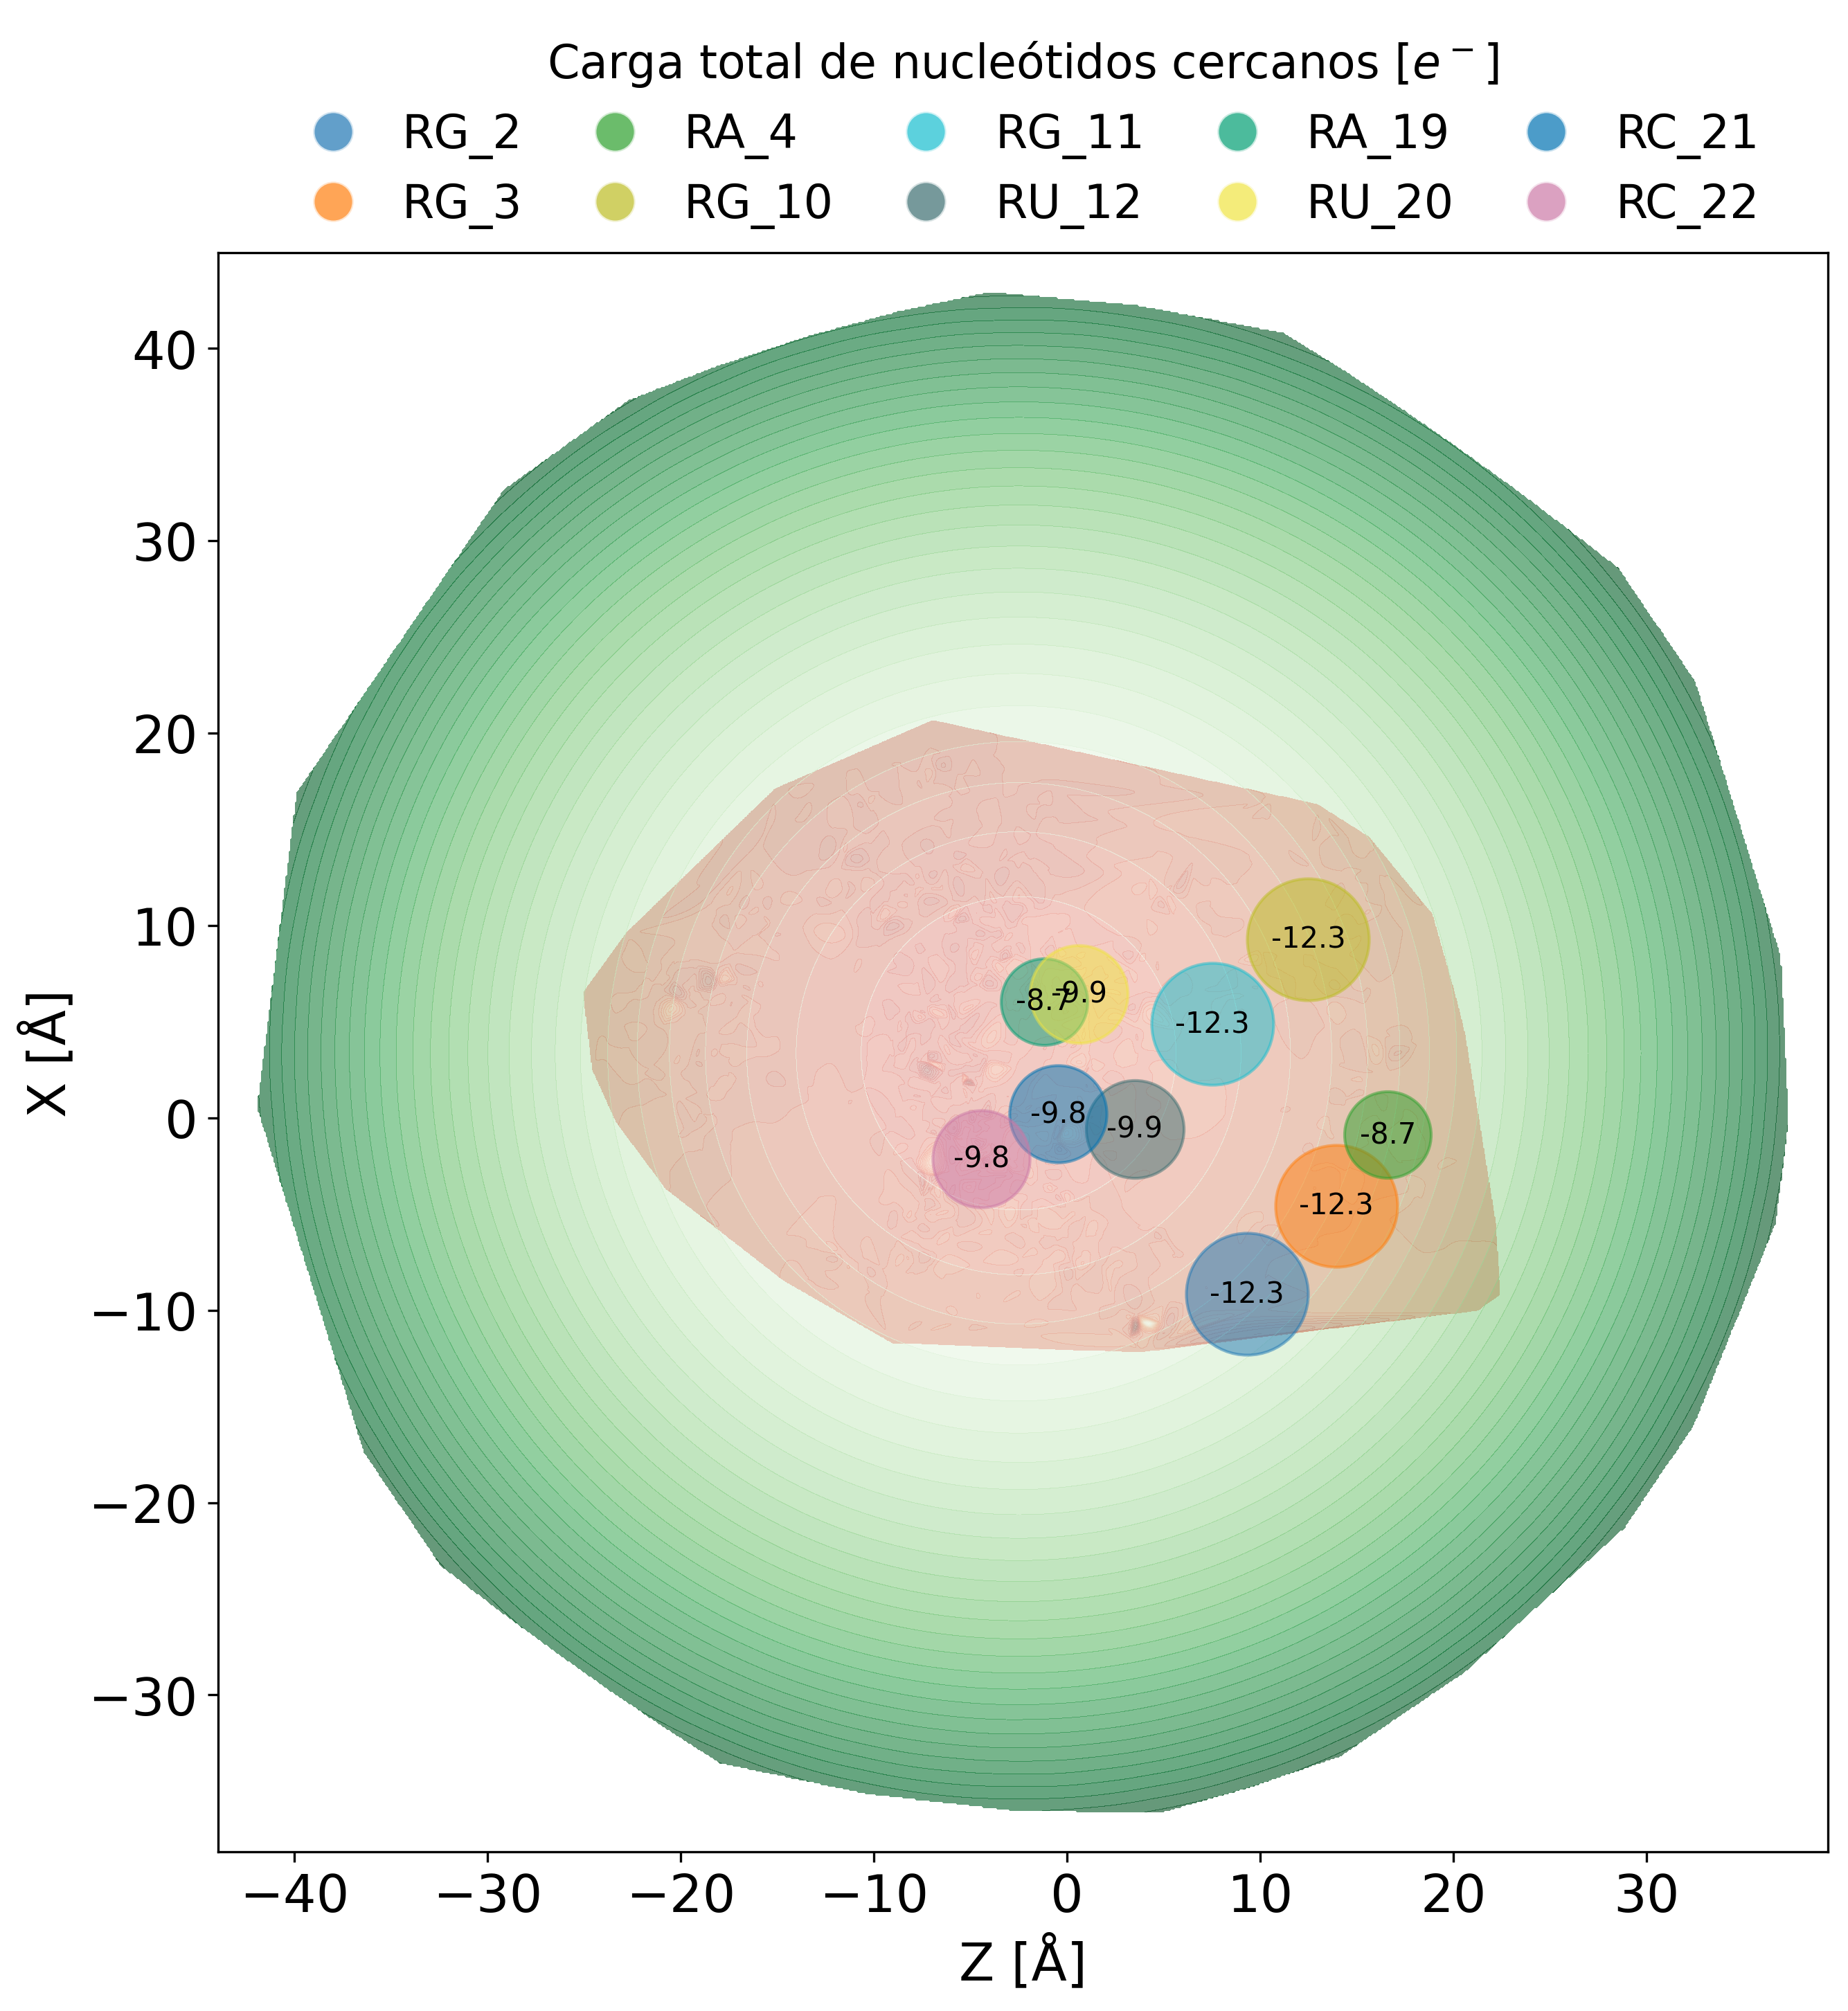 Carga total de nucleótidos cercanos [e⁻]
RG_2 RA_4 RG_11 RA_19 RC_21
RG_3 RG_10 RU_12 RU_20 RC_22
40
30
20
10
0
−10
−20
−30
X [Å]
-12.3
-8.7 -9.9
-12.3
-9.8
-9.9
-8.7
-9.8
-12.3
-12.3
−40 −30 −20 −10 0 10 20 30
Z [Å]